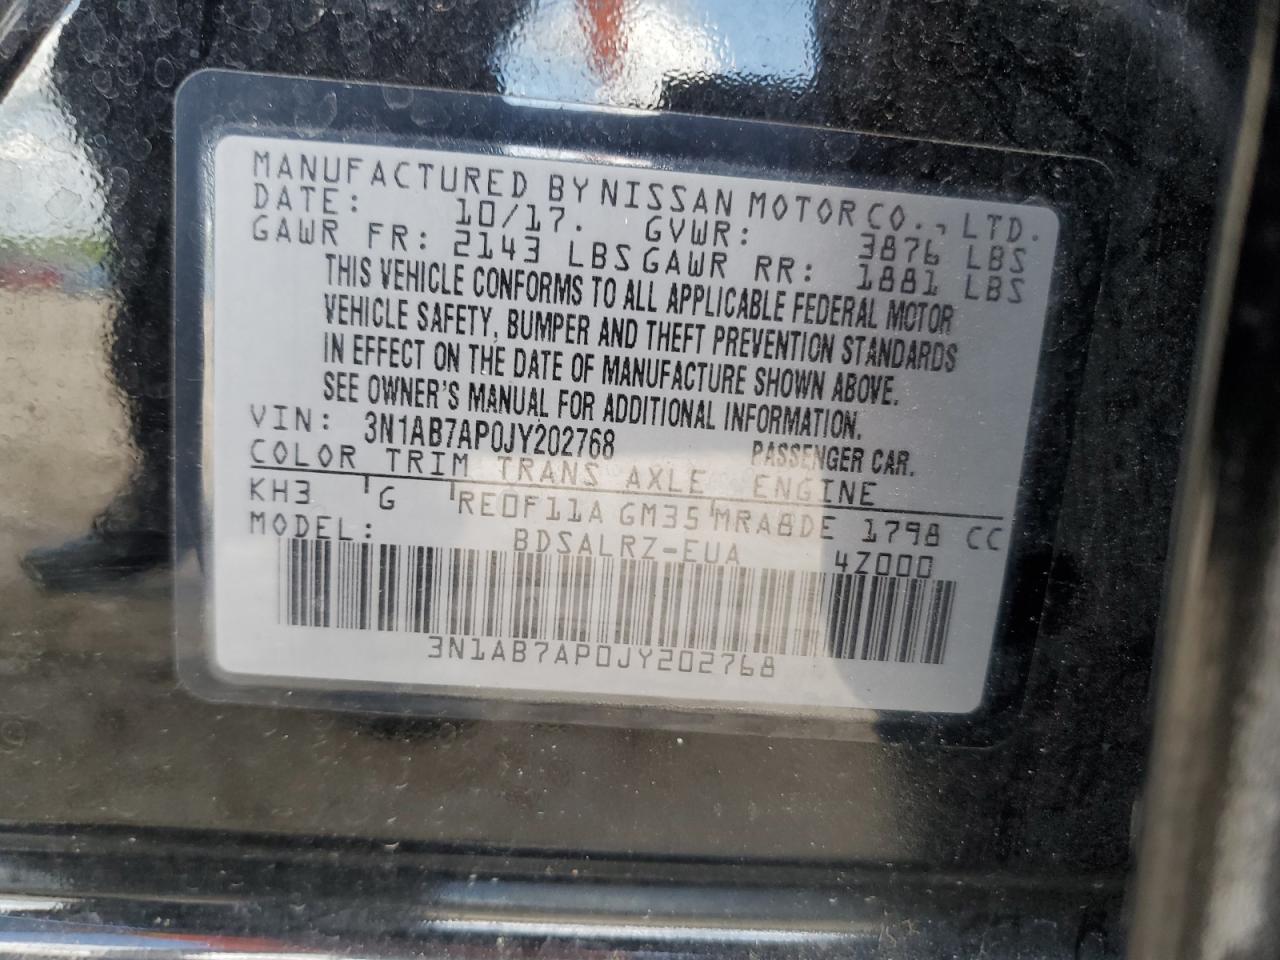 MANUFACTURED BY NISSAN MOTOR CO., LTD.
DATE: 10/17. GVWR: 3876 LBS
GAWR FR: 2143 LBS GAWR RR: 1881 LBS
THIS VEHICLE CONFORMS TO ALL APPLICABLE FEDERAL MOTOR
VEHICLE SAFETY, BUMPER AND THEFT PREVENTION STANDARDS
IN EFFECT ON THE DATE OF MANUFACTURE SHOWN ABOVE.
SEE OWNER'S MANUAL FOR ADDITIONAL INFORMATION.
VIN: 3N1AB7AP0JY202768 PASSENGER CAR.
COLOR TRIM TRANS AXLE ENGINE
KH3 G RE0F11A GM35 MRA8DE 1798 CC
MODEL: BDSALRZ-EUA 4Z000
3N1AB7AP0JY202768